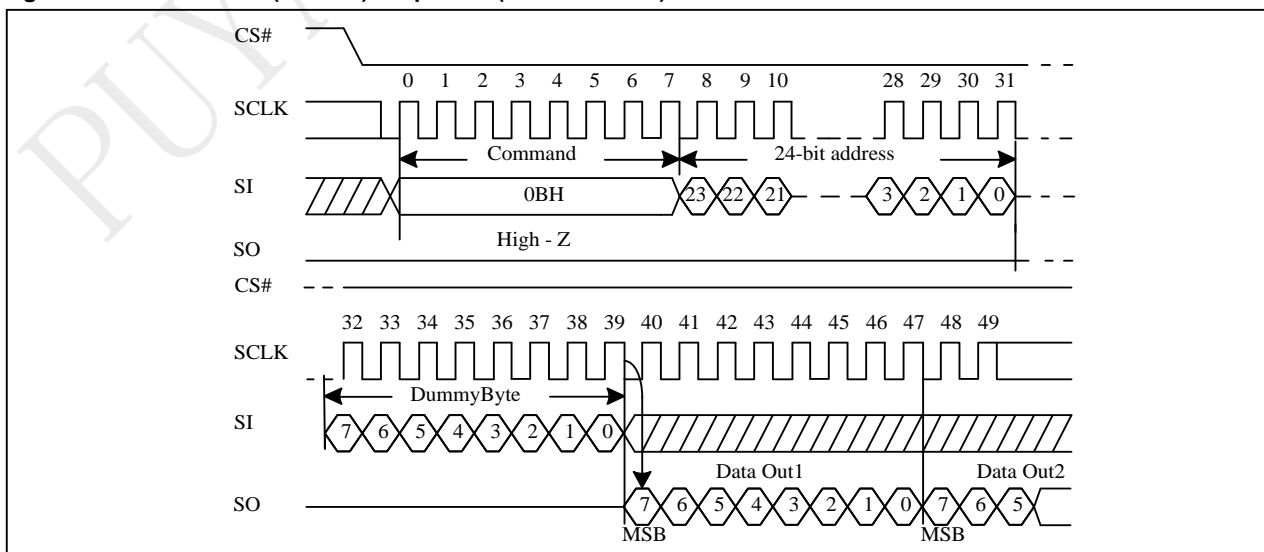 PUY
CS#
0 1 2 3 4 5 6 7 8 9 10 28 29 30 31
SCLK
Command 24-bit address
SI 0BH 23 22 21 3 2 1 0
High - Z
SO
CS#
32 33 34 35 36 37 38 39 40 41 42 43 44 45 46 47 48 49
SCLK
DummyByte
SI 7 6 5 4 3 2 1 0
Data Out1 Data Out2
SO 7 6 5 4 3 2 1 0 7 6 5
MSB MSB